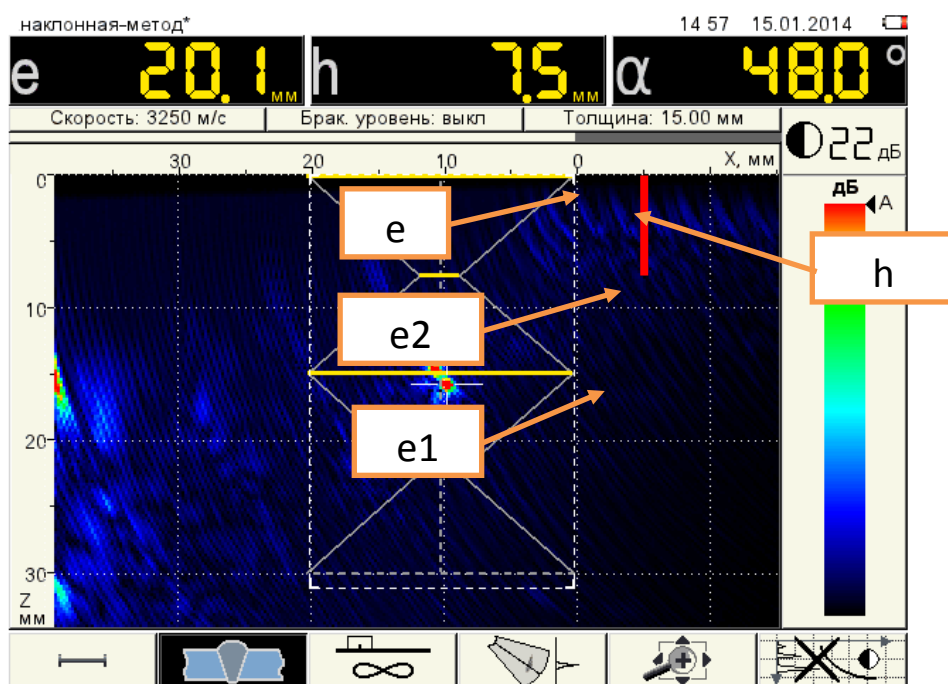 наклонная-метод* 14 57 15.01.2014
e 20.1 мм h 7.5 мм α 48.0 °
Скорость: 3250 м/с Брак. уровень: выкл Толщина: 15.00 мм
22 дБ
30 20 10 0 X, мм
0
дБ
A
e
h
10
e2
e1
20
30
Z
мм